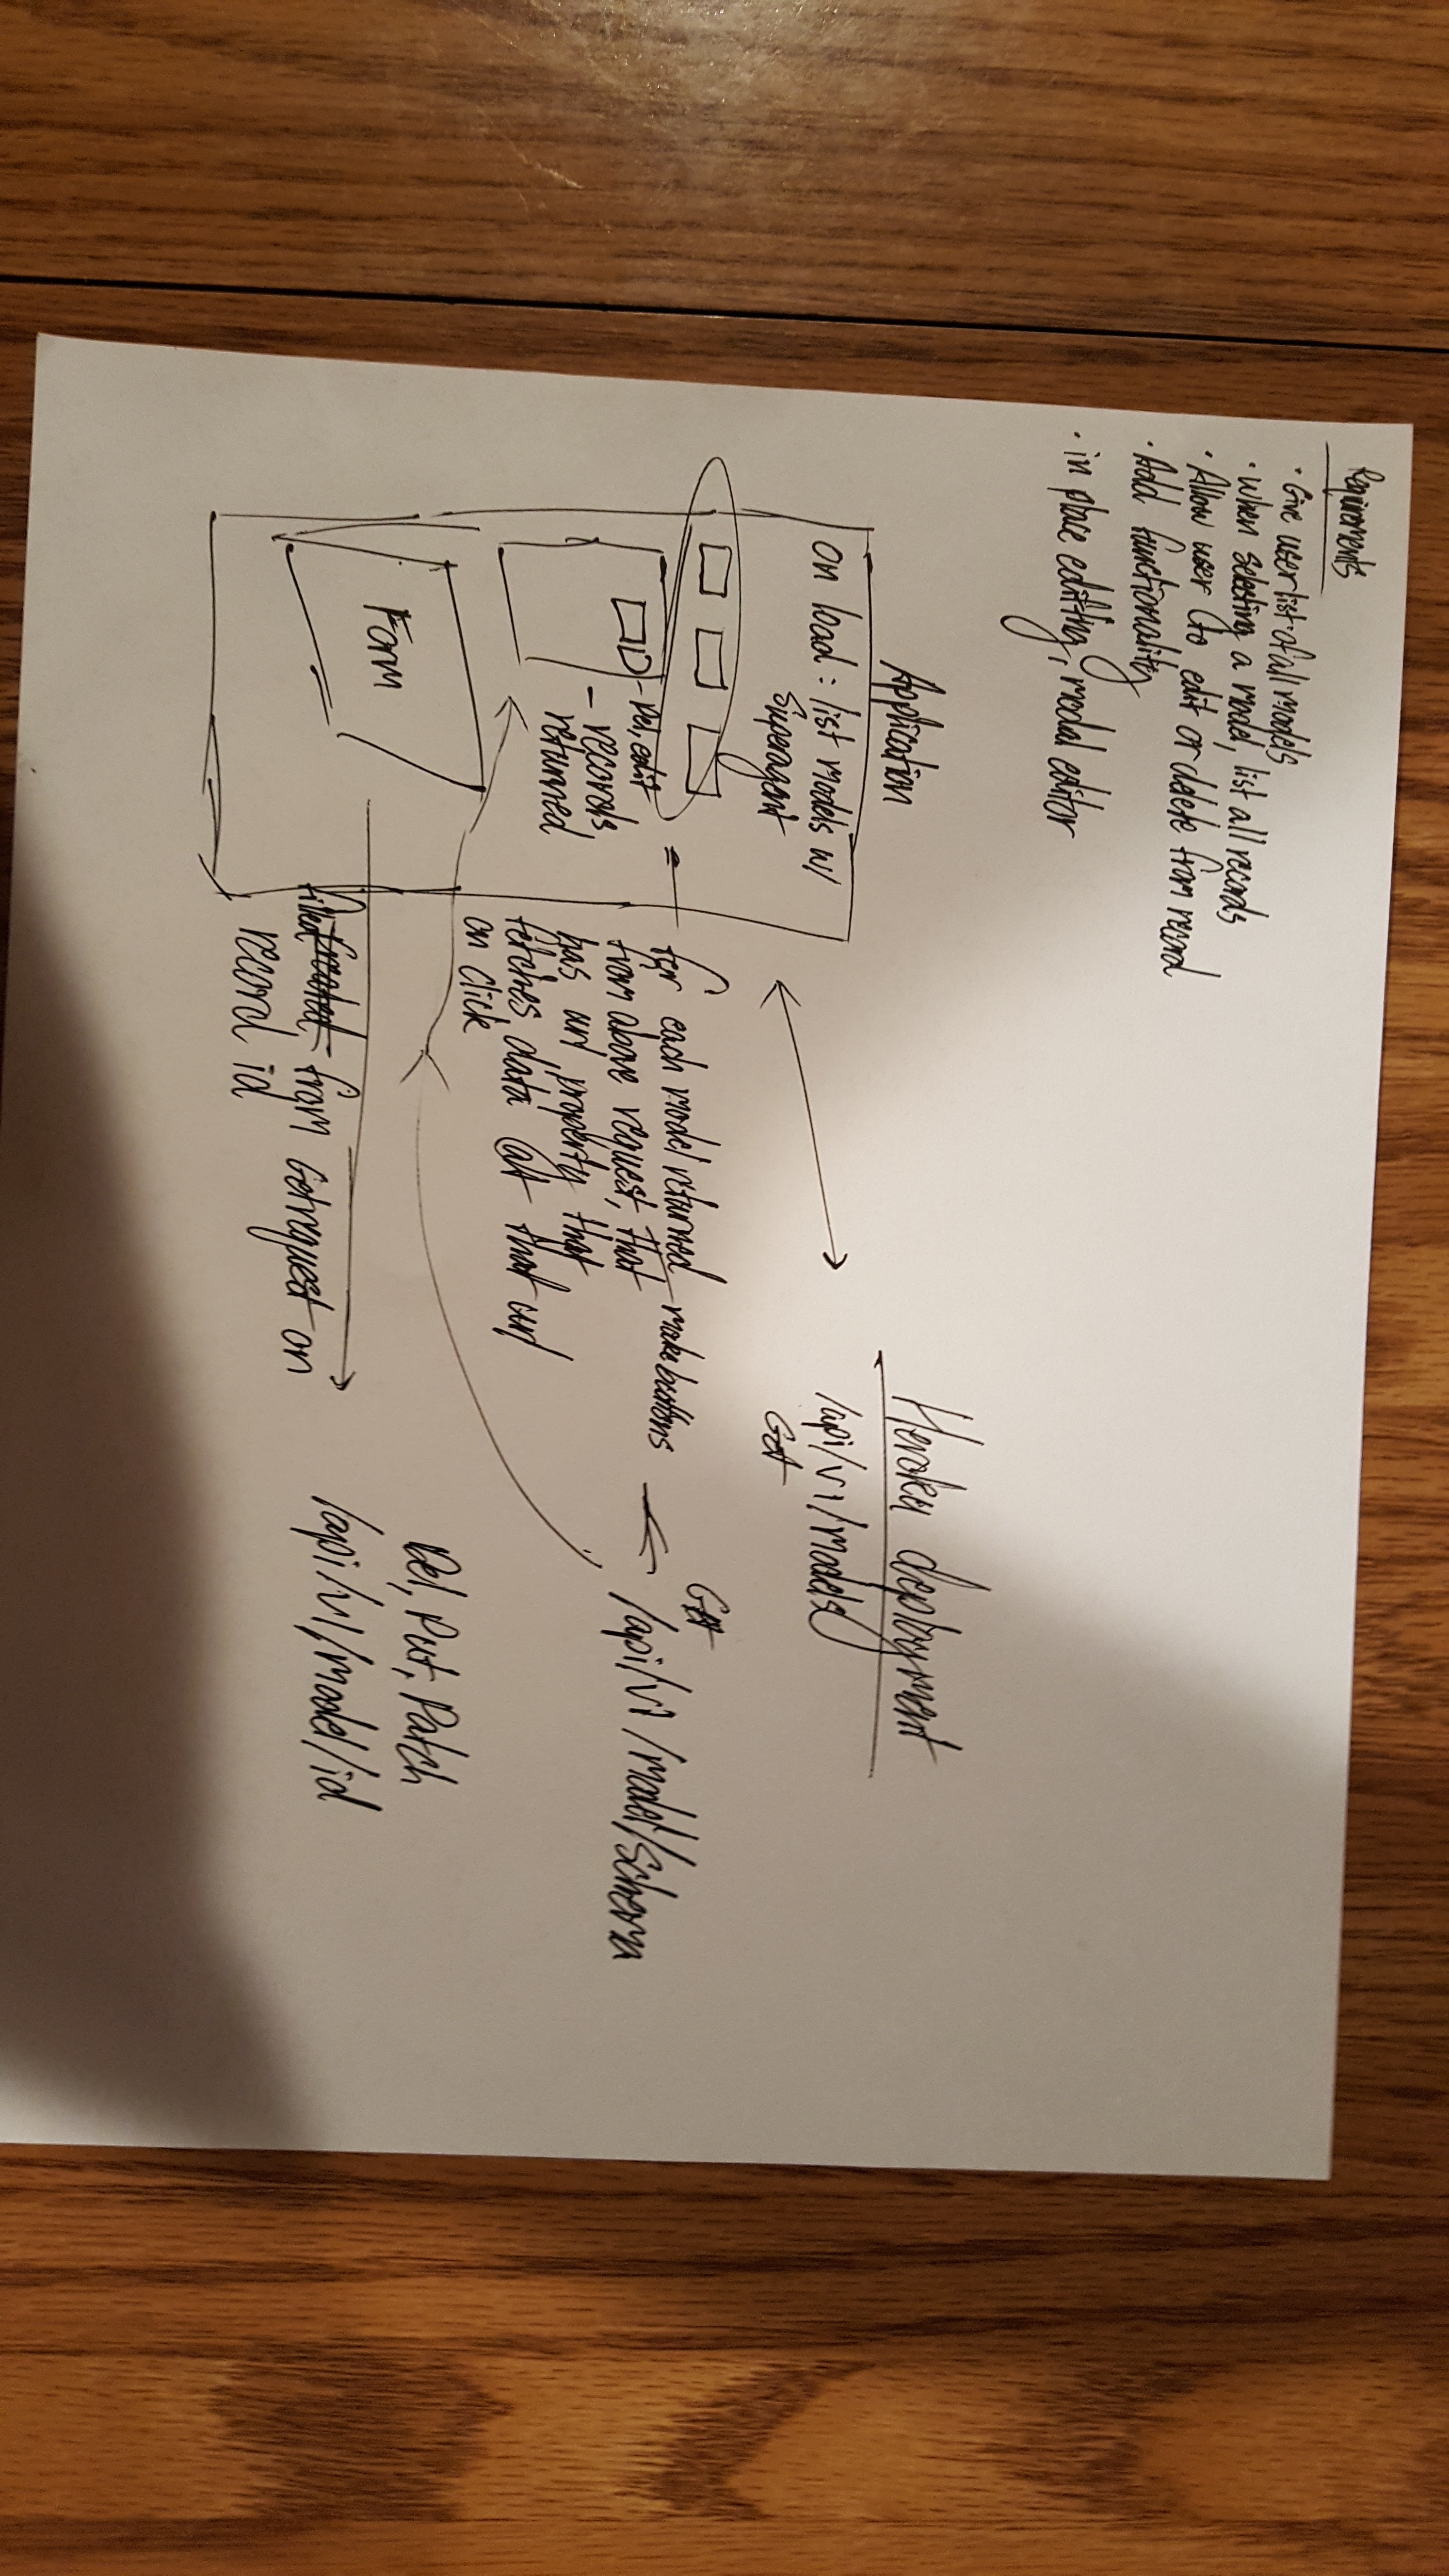 Requirements
· Give user list of all models
· When selecting a model, list all records
· Allow user to edit or delete from record
· Add functionality
· in place editing, modal editor
Application
on load : list models w/
Superagent
Heroku deployment
/api/v1/models
Get
- Del, edit
- records
returned
for each model returned make buttons
from above request, that
has url property that
fetches data at that url
on click
Get
/api/v1/model/schema
Form
filled from Get request on
record id
Del, Put, Patch
/api/v1/model/id